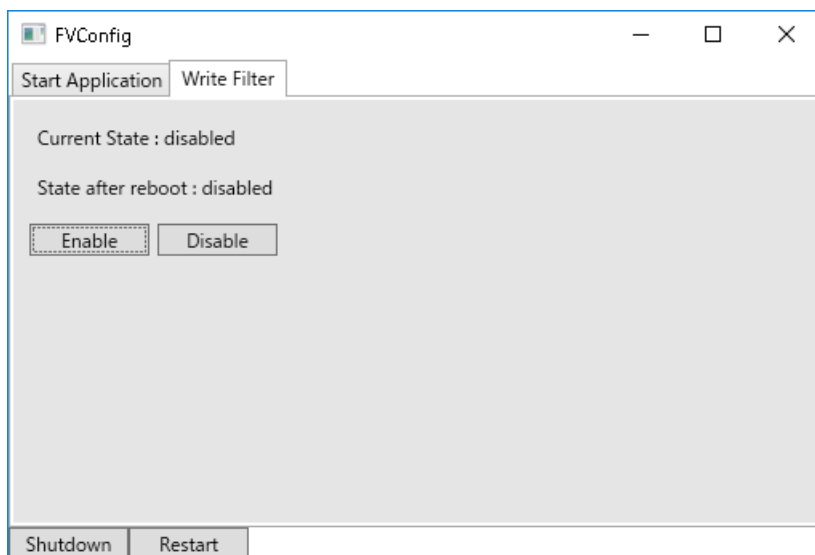 FVConfig
Start Application Write Filter
Current State : disabled
State after reboot : disabled
Enable Disable
Shutdown Restart